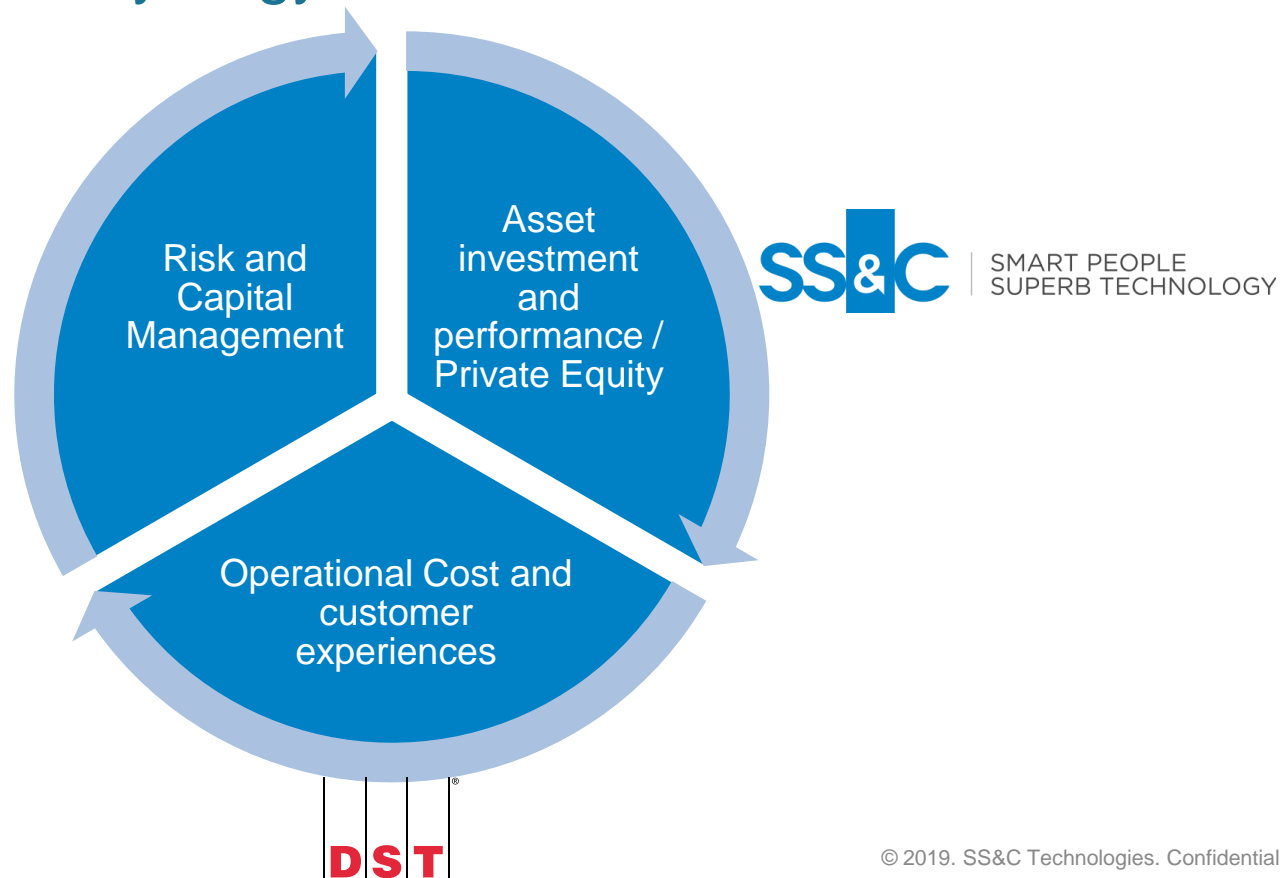 Risk and
Capital
Management
Asset
investment
and
performance /
Private Equity
SS&C
SMART PEOPLE
SUPERB TECHNOLOGY
Operational Cost and
customer
experiences
®
DST
© 2019. SS&C Technologies. Confidential